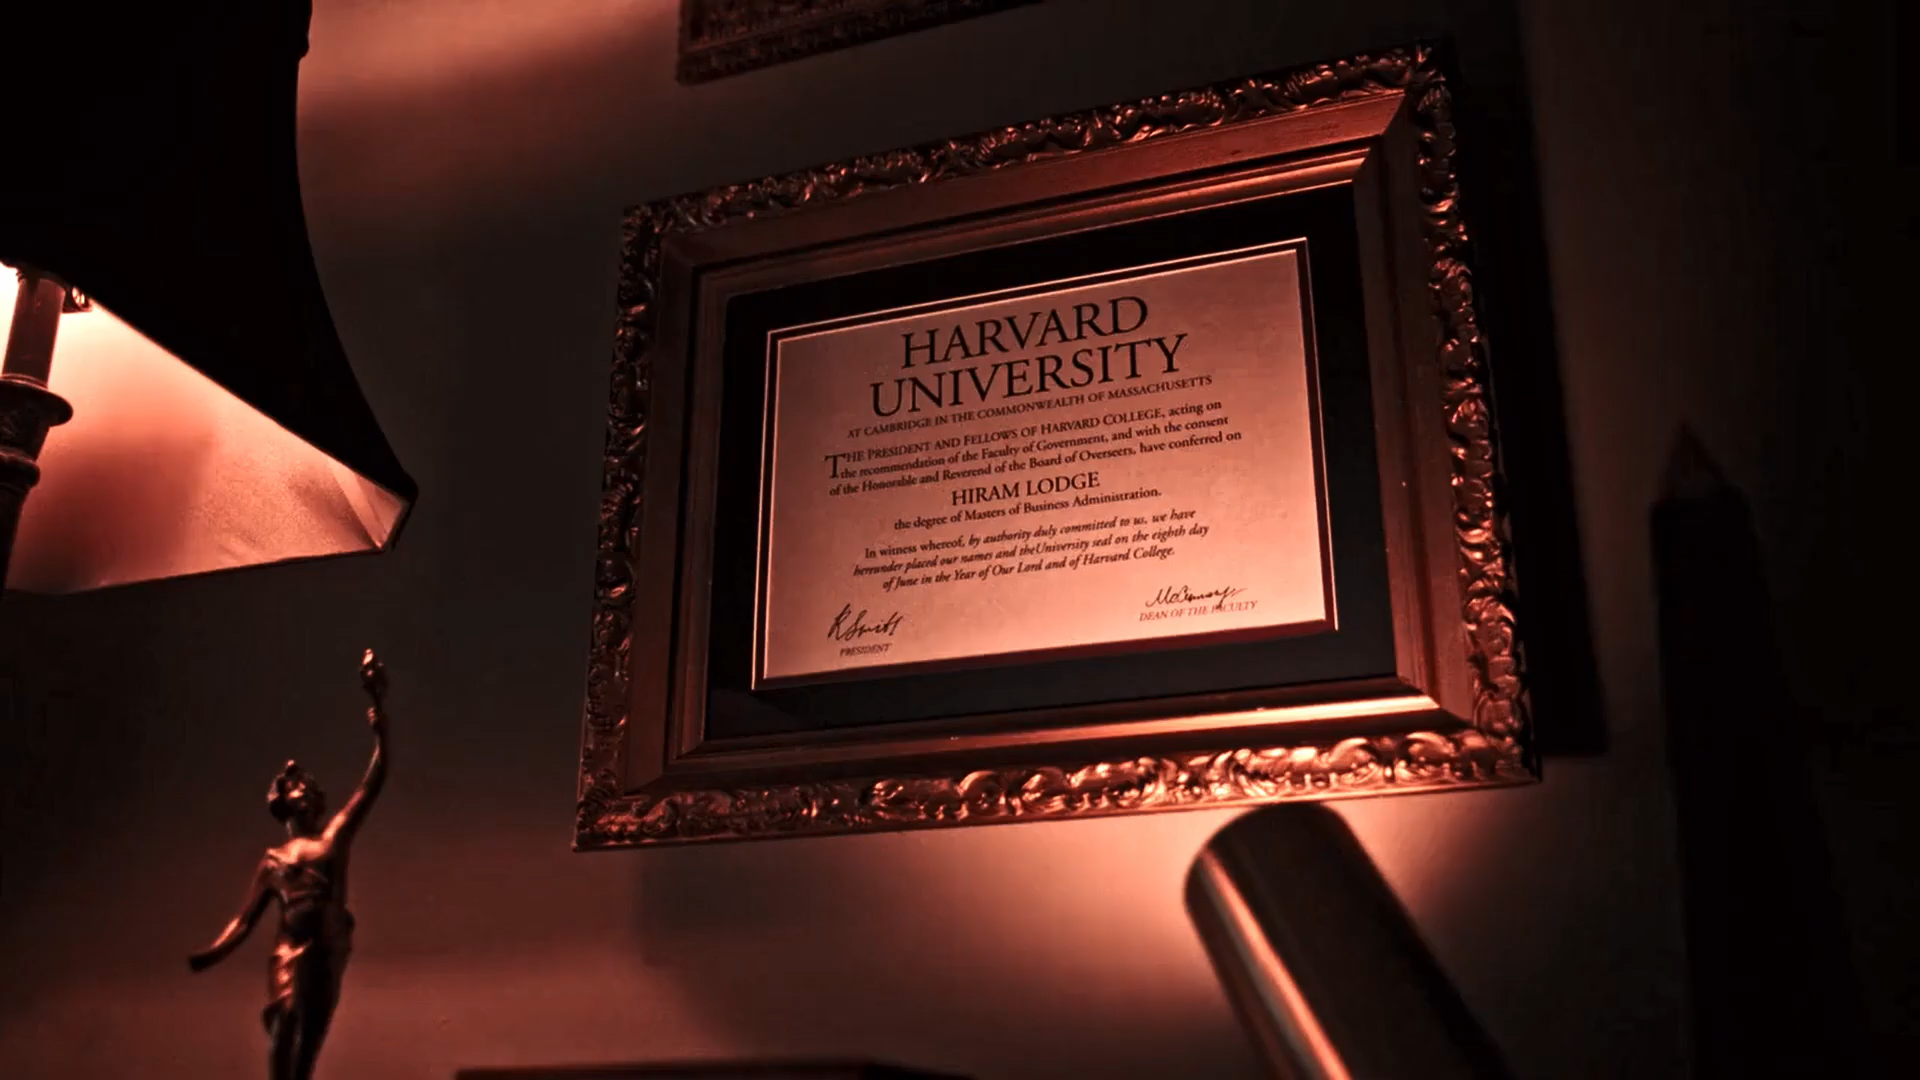 HARVARD
UNIVERSITY
AT CAMBRIDGE IN THE COMMONWEALTH OF MASSACHUSETTS
THE PRESIDENT AND FELLOWS OF HARVARD COLLEGE, acting on
the recommendation of the Faculty of Government, and with the consent
of the Honorable and Reverend of the Board of Overseers, have conferred on
HIRAM LODGE
the degree of Masters of Business Administration.
In witness whereof, by authority duly committed to us, we have
hereunder placed our names and theUniversity seal on the eighth day
of June in the Year of Our Lord and of Harvard College.
RSmitt
PRESIDENT
DEAN OF THE FACULTY